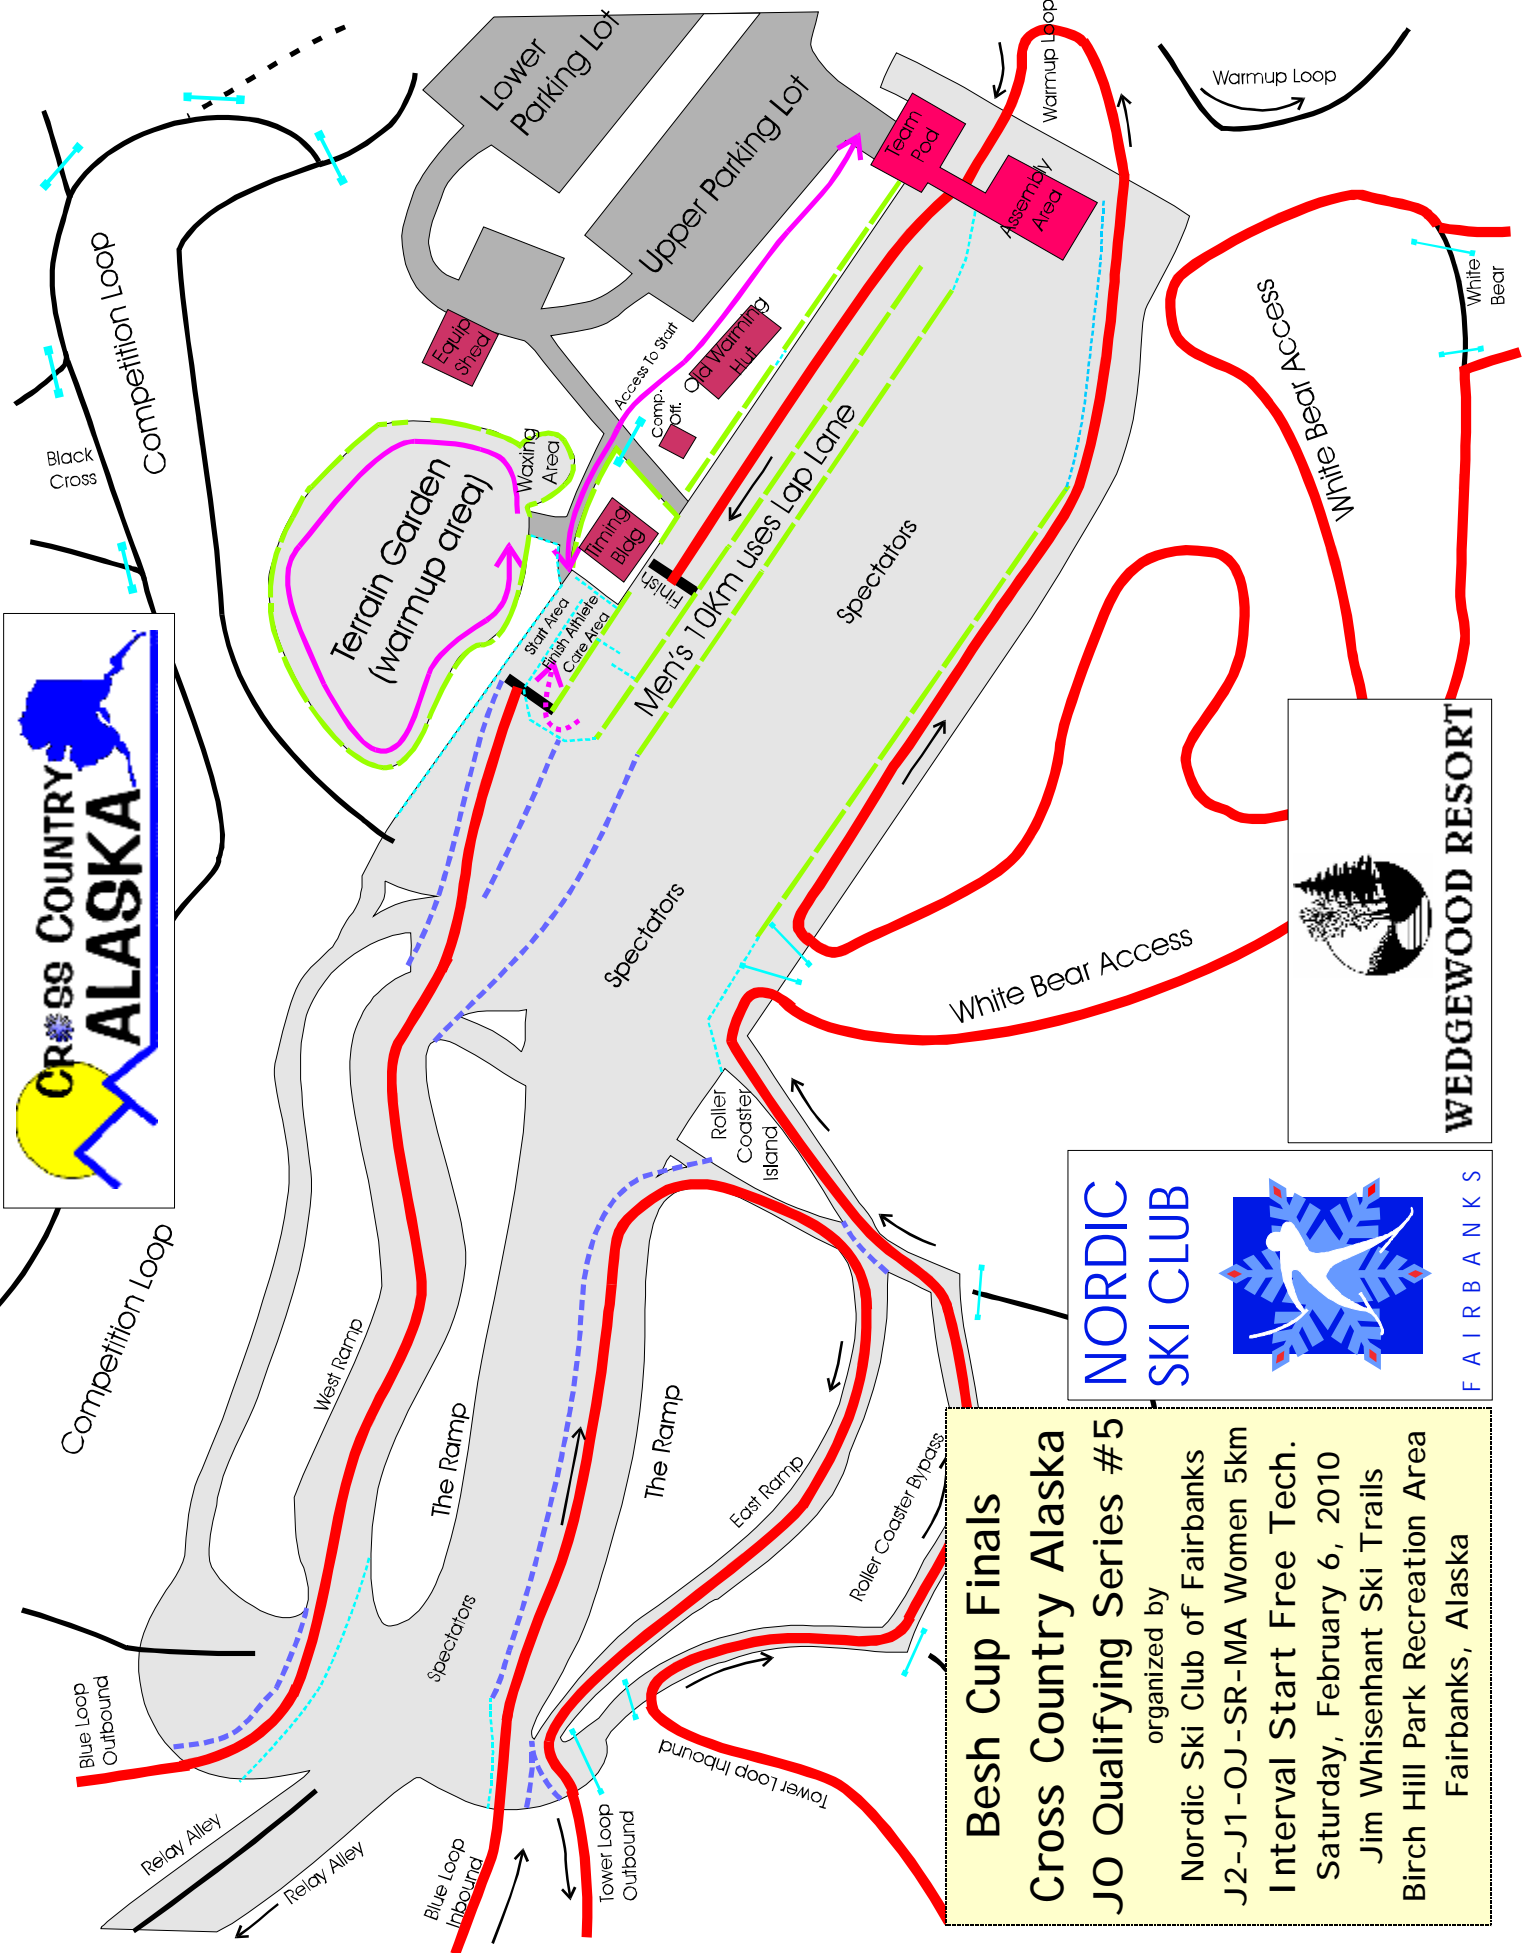 Lower
Parking Lot
Upper Parking Lot
Team
Pod
Assembly
Area
Warmup Loop
Warmup Loop
White
Bear
White Bear Access
Competition Loop
Black
Cross
Equip
Shed
Access To Start
Old Warming
Hut
Comp.
Off.
Waxing
Area
Terrain Garden
(warmup area)
Timing
Bldg
Finish
Start Area
Finish Athlete
Care Area
Men's 10Km uses Lap Lane
Spectators
Spectators
White Bear Access
Roller
Coaster
Island
Competition Loop
West Ramp
The Ramp
The Ramp
East Ramp
Roller Coaster Bypass
Spectators
Blue Loop
Outbound
Relay Alley
Relay Alley
Blue Loop
Inbound
Tower Loop
Outbound
Tower Loop Inbound
CROSS COUNTRY
ALASKA
WEDGEWOOD RESORT
NORDIC
SKI CLUB
FAIRBANKS
Besh Cup Finals
Cross Country Alaska
JO Qualifying Series #5
organized by
Nordic Ski Club of Fairbanks
J2-J1-OJ-SR-MA Women 5km
Interval Start Free Tech.
Saturday, February 6, 2010
Jim Whisenhant Ski Trails
Birch Hill Park Recreation Area
Fairbanks, Alaska